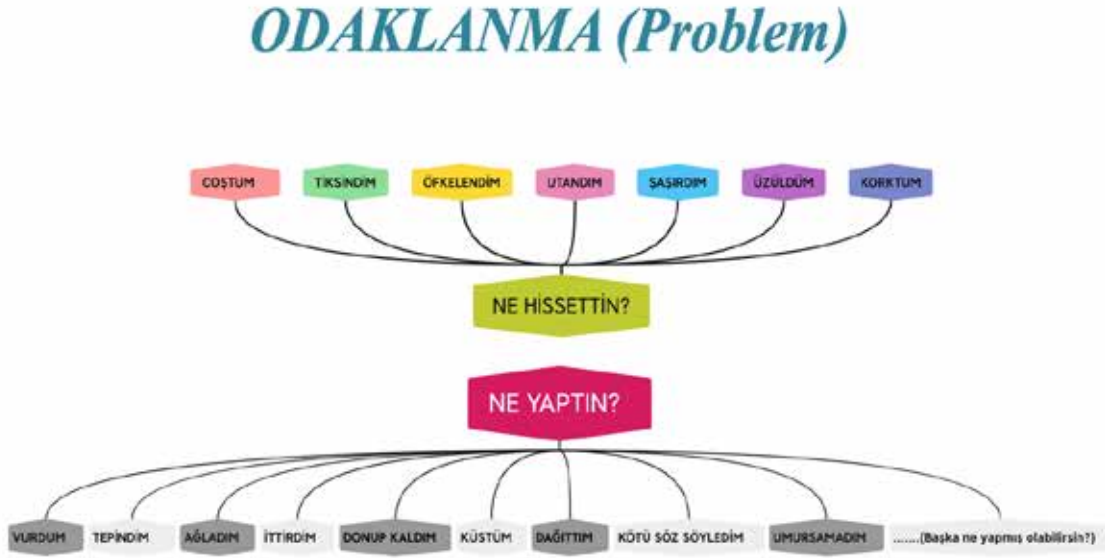 ODAKLANMA (Problem)
COŞTUM
TİKSİNDİM
ÖFKELENDİM
UTANDIM
ŞAŞIRDIM
ÜZÜLDÜM
KORKTUM
NE HİSSETTİN?
NE YAPTIN?
VURDUM
TEPİNDİM
AĞLADIM
İTTİRDİM
DONUP KALDIM
KÜSTÜM
DAĞITTIM
KÖTÜ SÖZ SÖYLEDİM
UMURSAMADIM
.......(Başka ne yapmış olabilirsin?)